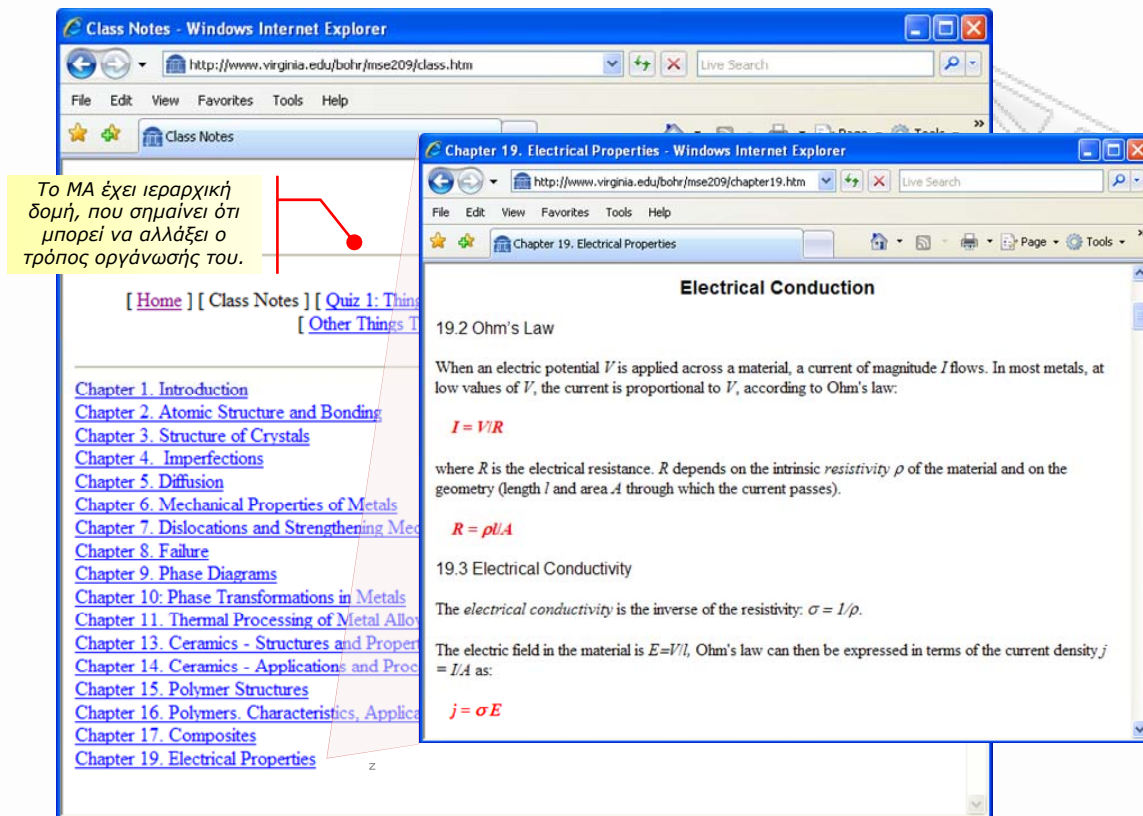 Class Notes - Windows Internet Explorer
http://www.virginia.edu/bohr/mse209/class.htm
Live Search
File Edit View Favorites Tools Help
Class Notes
Page Tools
Το ΜΑ έχει ιεραρχική
δομή, που σημαίνει ότι
μπορεί να αλλάξει ο
τρόπος οργάνωσής του.
[ Home ] [ Class Notes ] [ Quiz 1: Thing
[ Other Things T
Chapter 1. Introduction
Chapter 2. Atomic Structure and Bonding
Chapter 3. Structure of Crystals
Chapter 4. Imperfections
Chapter 5. Diffusion
Chapter 6. Mechanical Properties of Metals
Chapter 7. Dislocations and Strengthening Mec
Chapter 8. Failure
Chapter 9. Phase Diagrams
Chapter 10: Phase Transformations in Metals
Chapter 11. Thermal Processing of Metal Allo
Chapter 13. Ceramics - Structures and Propert
Chapter 14. Ceramics - Applications and Proc
Chapter 15. Polymer Structures
Chapter 16. Polymers. Characteristics, Applica
Chapter 17. Composites
Chapter 19. Electrical Properties
z
Chapter 19. Electrical Properties - Windows Internet Explorer
http://www.virginia.edu/bohr/mse209/chapter19.htm
Live Search
File Edit View Favorites Tools Help
Chapter 19. Electrical Properties
Page Tools
Electrical Conduction
19.2 Ohm's Law
When an electric potential V is applied across a material, a current of magnitude I flows. In most metals, at
low values of V, the current is proportional to V, according to Ohm's law:
I = V/R
where R is the electrical resistance. R depends on the intrinsic resistivity ρ of the material and on the
geometry (length l and area A through which the current passes).
R = ρl/A
19.3 Electrical Conductivity
The electrical conductivity is the inverse of the resistivity: σ = 1/ρ.
The electric field in the material is E=V/l, Ohm's law can then be expressed in terms of the current density j
= I/A as:
j = σ E